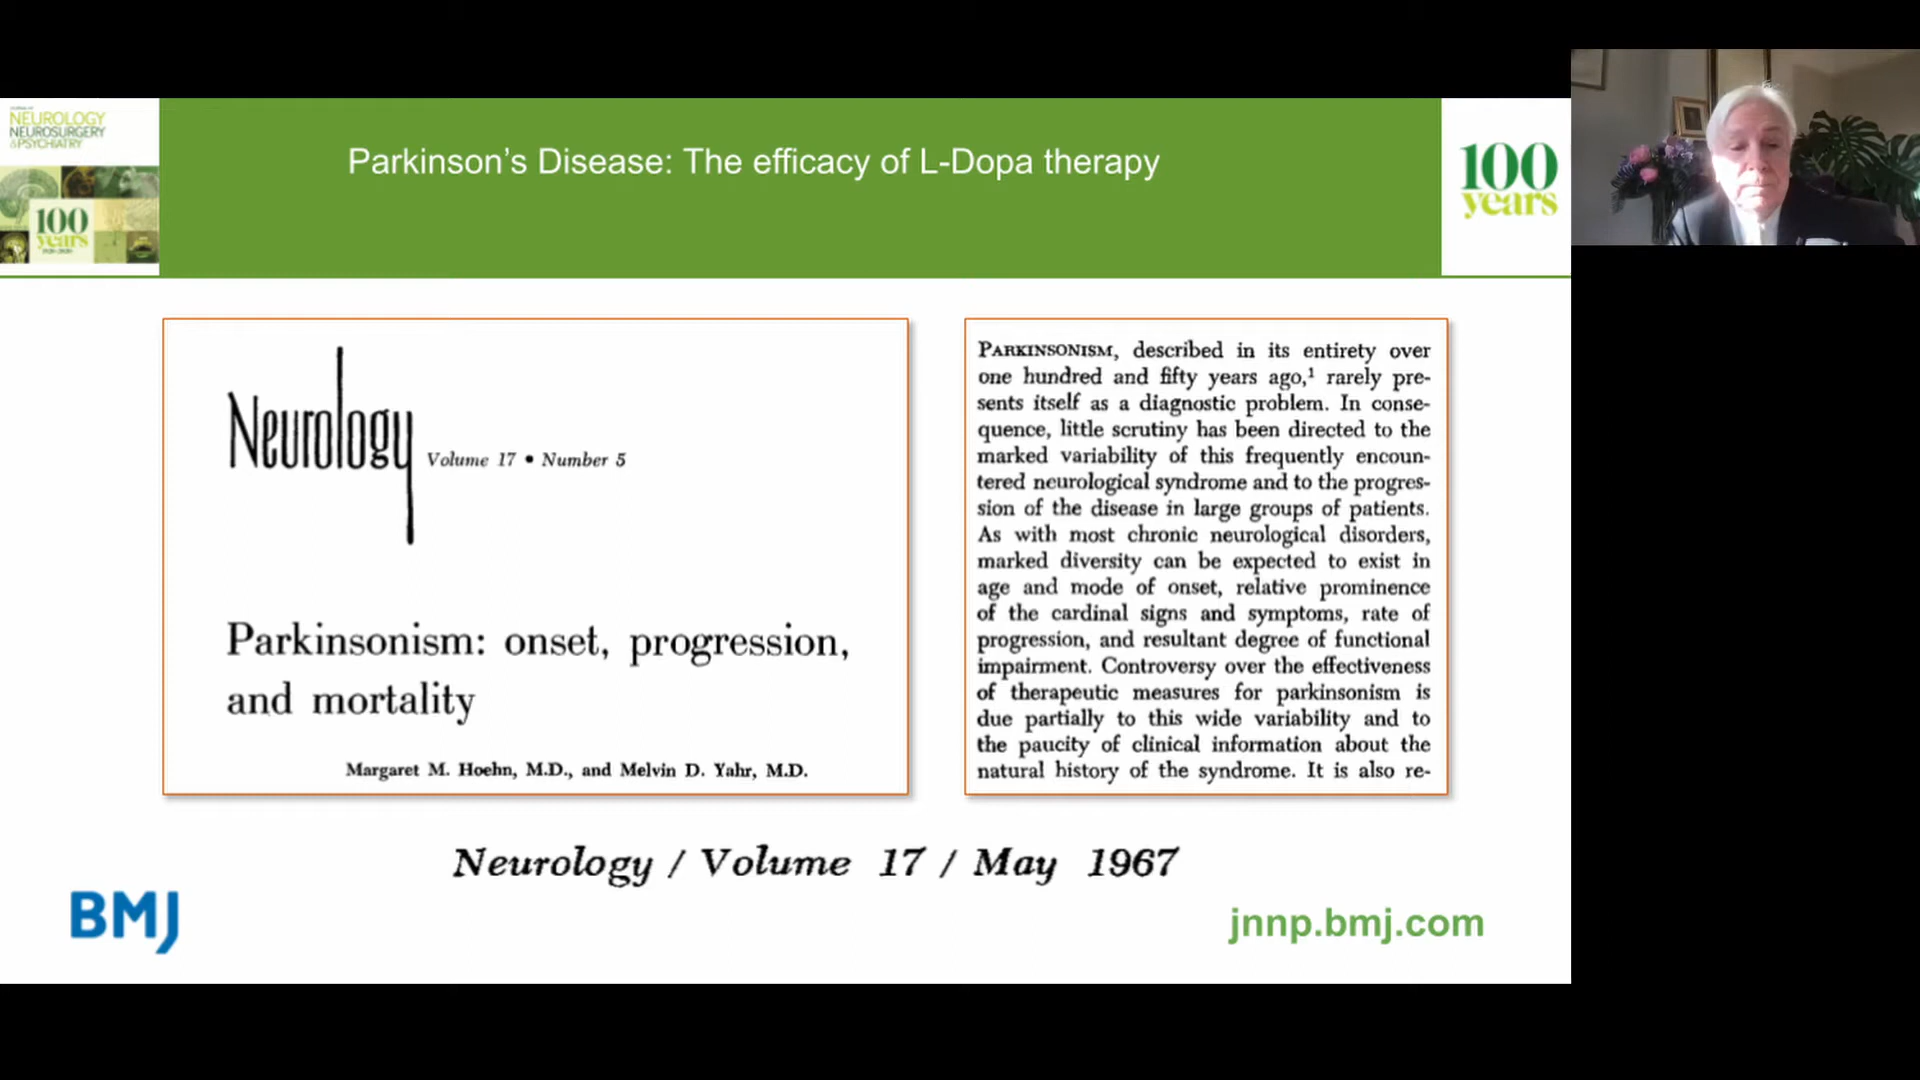 JOURNAL OF
NEUROLOGY
NEUROSURGERY
& PSYCHIATRY
100
years
1920-2020
Parkinson's Disease: The efficacy of L-Dopa therapy
100
years
Neurology Volume 17 • Number 5
Parkinsonism: onset, progression,
and mortality
Margaret M. Hoehn, M.D., and Melvin D. Yahr, M.D.
PARKINSONISM, described in its entirety over
one hundred and fifty years ago,¹ rarely pre-
sents itself as a diagnostic problem. In conse-
quence, little scrutiny has been directed to the
marked variability of this frequently encoun-
tered neurological syndrome and to the progres-
sion of the disease in large groups of patients.
As with most chronic neurological disorders,
marked diversity can be expected to exist in
age and mode of onset, relative prominence
of the cardinal signs and symptoms, rate of
progression, and resultant degree of functional
impairment. Controversy over the effectiveness
of therapeutic measures for parkinsonism is
due partially to this wide variability and to
the paucity of clinical information about the
natural history of the syndrome. It is also re-
Neurology / Volume 17 / May 1967
BMJ
jnnp.bmj.com